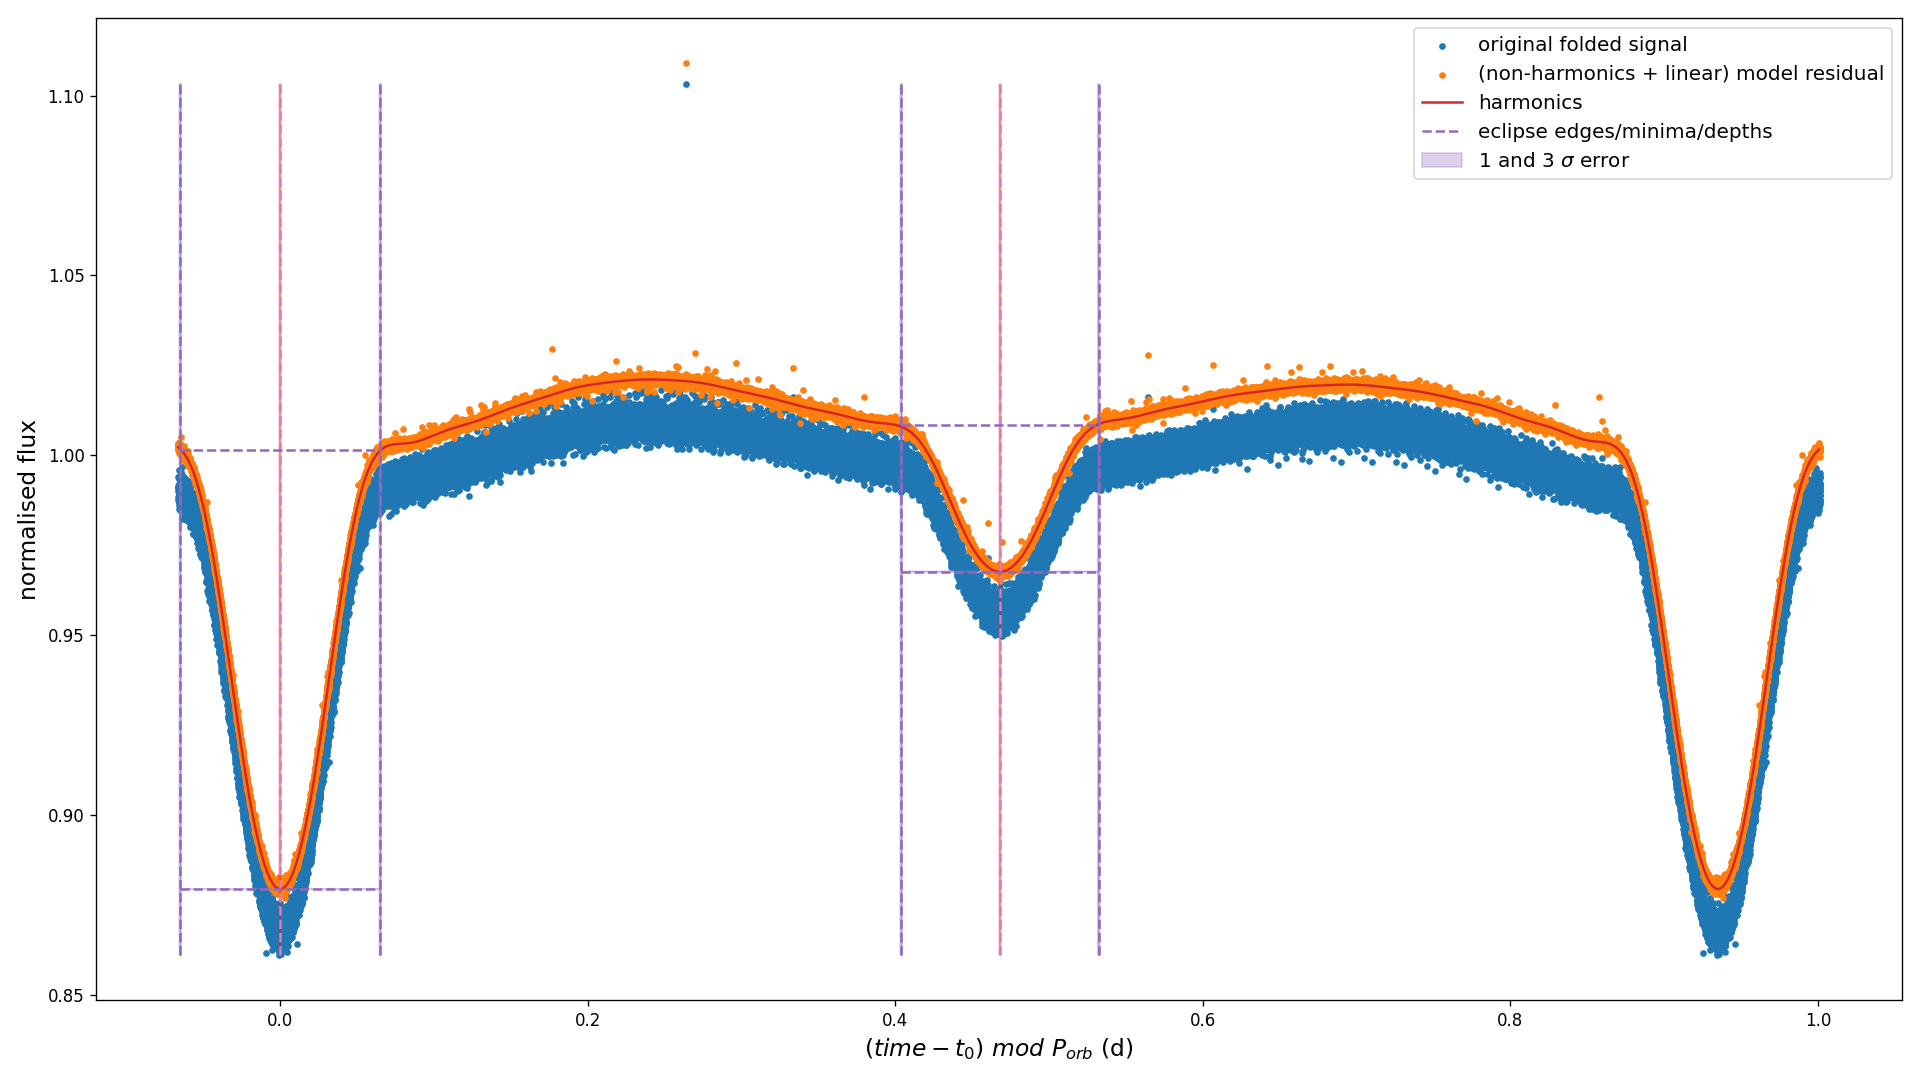 original folded signal
(non-harmonics + linear) model residual
harmonics
eclipse edges/minima/depths
1 and 3 σ error
normalised flux
1.10
1.05
1.00
0.95
0.90
0.85
0.0 0.2 0.4 0.6 0.8 1.0
(time − t₀) mod Pₒᵣb (d)